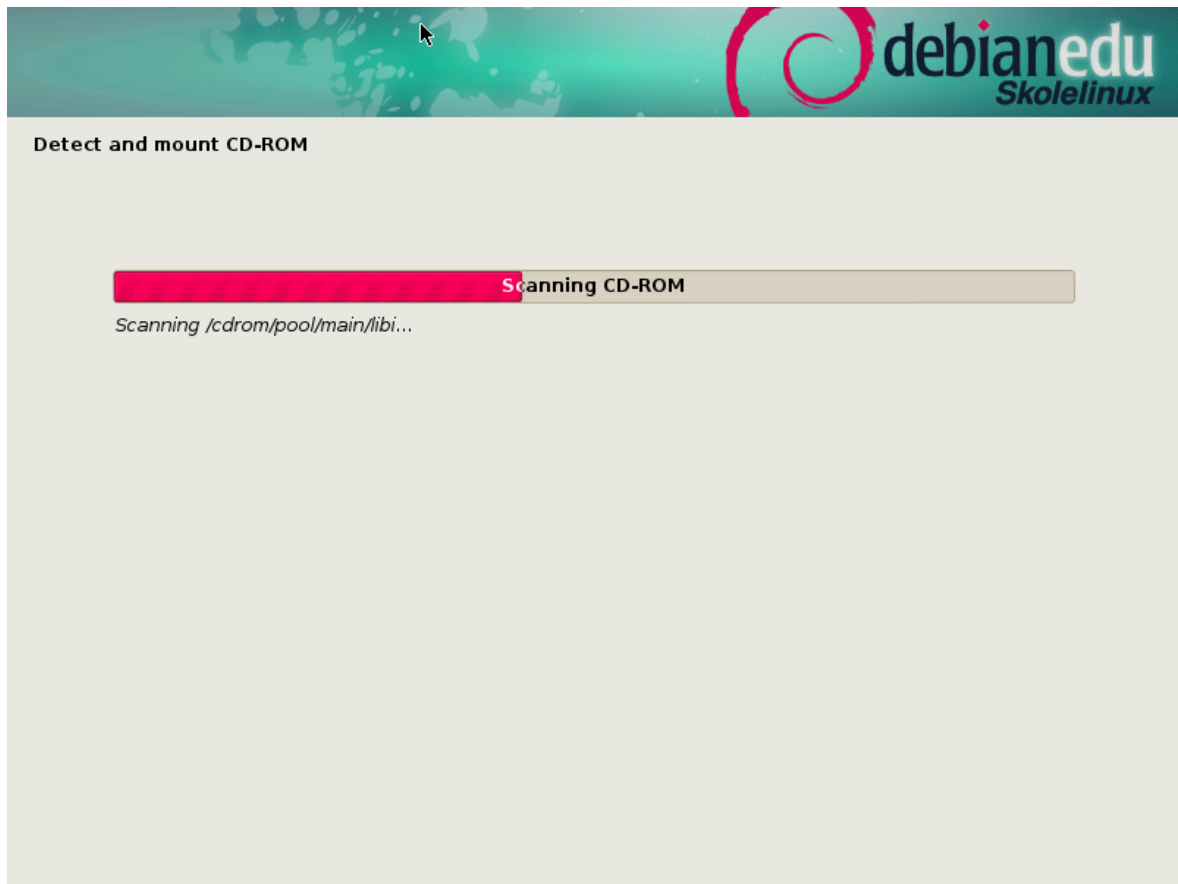 debianedu
Skolelinux
Detect and mount CD-ROM
Scanning CD-ROM
Scanning /cdrom/pool/main/libi...